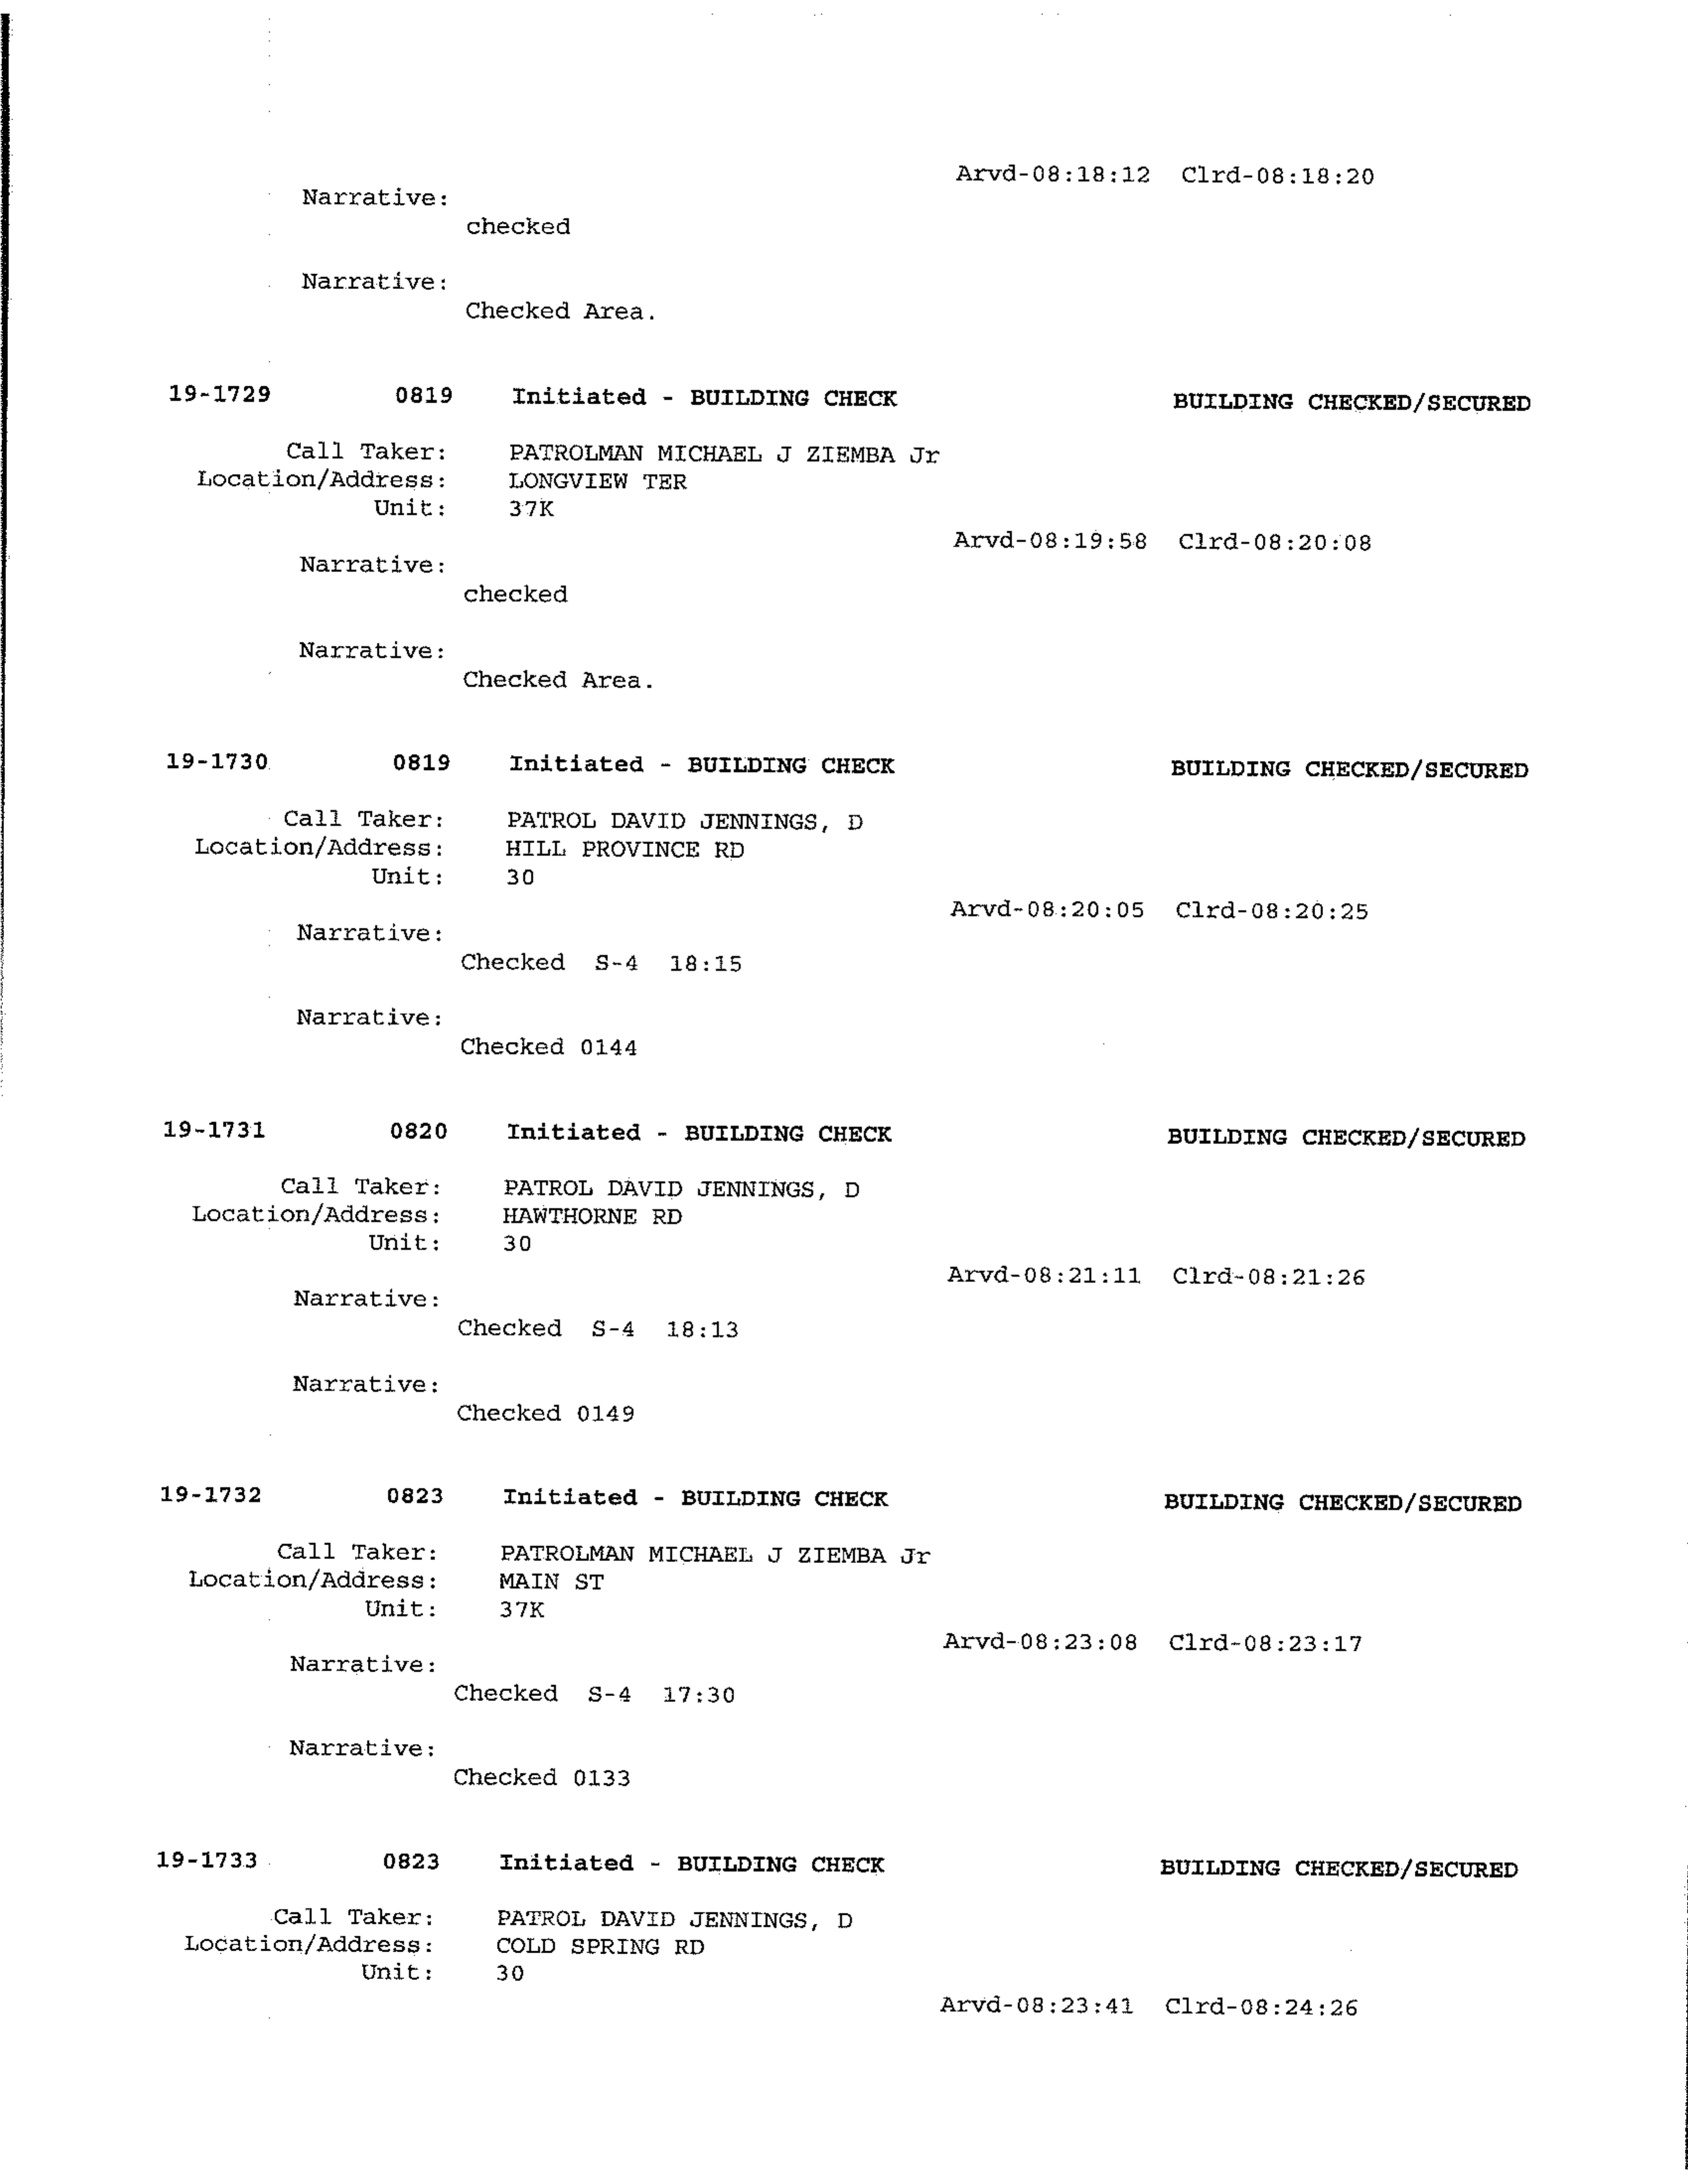 Arvd-08:18:12  Clrd-08:18:20
Narrative:
checked
Narrative:
Checked Area.
19-1729  0819  Initiated - BUILDING CHECK  BUILDING CHECKED/SECURED
Call Taker:  PATROLMAN MICHAEL J ZIEMBA Jr
Location/Address:  LONGVIEW TER
Unit:  37K
Arvd-08:19:58  Clrd-08:20:08
Narrative:
checked
Narrative:
Checked Area.
19-1730  0819  Initiated - BUILDING CHECK  BUILDING CHECKED/SECURED
Call Taker:  PATROL DAVID JENNINGS, D
Location/Address:  HILL PROVINCE RD
Unit:  30
Arvd-08:20:05  Clrd-08:20:25
Narrative:
Checked  S-4  18:15
Narrative:
Checked 0144
19-1731  0820  Initiated - BUILDING CHECK  BUILDING CHECKED/SECURED
Call Taker:  PATROL DAVID JENNINGS, D
Location/Address:  HAWTHORNE RD
Unit:  30
Arvd-08:21:11  Clrd-08:21:26
Narrative:
Checked  S-4  18:13
Narrative:
Checked 0149
19-1732  0823  Initiated - BUILDING CHECK  BUILDING CHECKED/SECURED
Call Taker:  PATROLMAN MICHAEL J ZIEMBA Jr
Location/Address:  MAIN ST
Unit:  37K
Arvd-08:23:08  Clrd-08:23:17
Narrative:
Checked  S-4  17:30
Narrative:
Checked 0133
19-1733  0823  Initiated - BUILDING CHECK  BUILDING CHECKED/SECURED
Call Taker:  PATROL DAVID JENNINGS, D
Location/Address:  COLD SPRING RD
Unit:  30
Arvd-08:23:41  Clrd-08:24:26